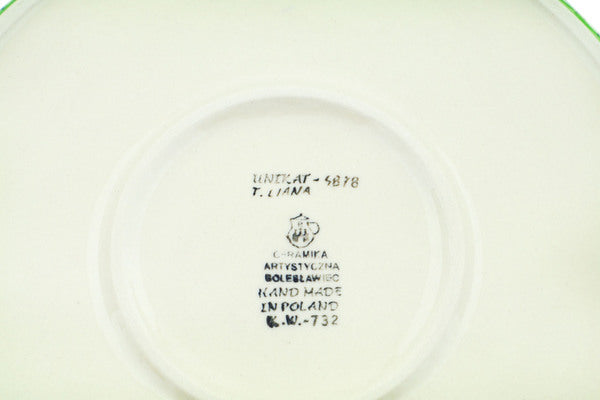 UNIKAT - 4878
T. LIANA
CERAMIKA
ARTYSTYCZNA
BOLESŁAWIEC
HAND MADE
IN POLAND
K.W.-732